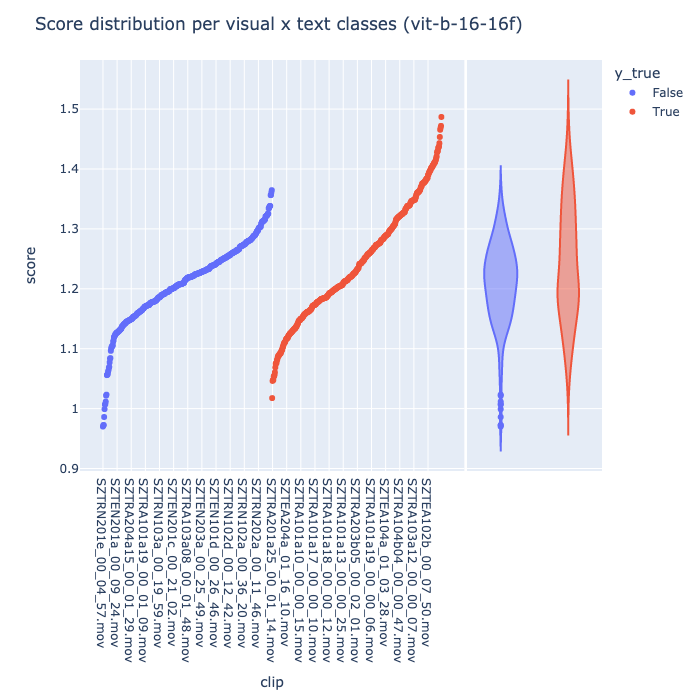 Score distribution per visual x text classes (vit-b-16-16f)
y_true
False
True
score
1.5
1.4
1.3
1.2
1.1
1
0.9
SZTRN201e_00_04_57.mov
SZTEN201a_00_09_24.mov
SZTRA204a15_00_01_29.mov
SZTRA101a19_00_01_09.mov
SZTRN103a_00_19_59.mov
SZTEN201c_00_21_02.mov
SZTRA103a08_00_01_48.mov
SZTEN203a_00_25_49.mov
SZTEN101d_00_26_46.mov
SZTRN102d_00_12_42.mov
SZTRN102a_00_36_20.mov
SZTRN202a_00_11_46.mov
SZTRA201a25_00_01_14.mov
SZTEA204a_01_16_10.mov
SZTRA101a10_00_00_15.mov
SZTRA101a17_00_00_10.mov
SZTRA101a18_00_00_12.mov
SZTRA101a13_00_00_25.mov
SZTRA203b05_00_02_01.mov
SZTRA101a19_00_00_06.mov
SZTEA104a_01_03_28.mov
SZTRA104b04_00_00_47.mov
SZTRA103a12_00_00_07.mov
SZTEA102b_00_07_50.mov
clip